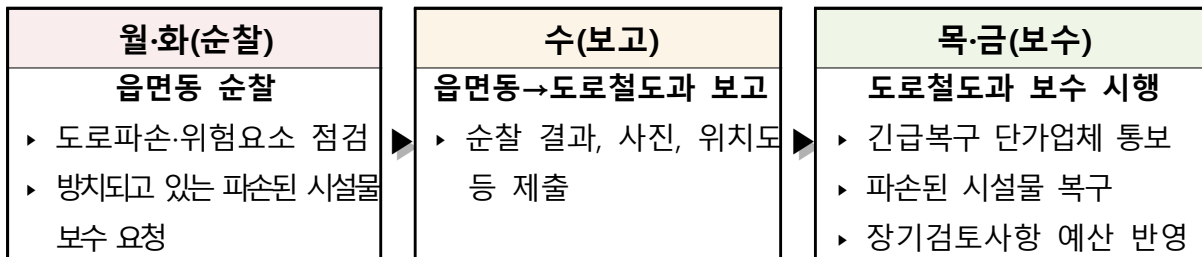 월·화(순찰)
읍면동 순찰
▸ 도로파손·위험요소 점검
▸ 방치되고 있는 파손된 시설물
보수 요청
수(보고)
읍면동→도로철도과 보고
▸ 순찰 결과, 사진, 위치도
등 제출
목·금(보수)
도로철도과 보수 시행
▸ 긴급복구 단가업체 통보
▸ 파손된 시설물 복구
▸ 장기검토사항 예산 반영